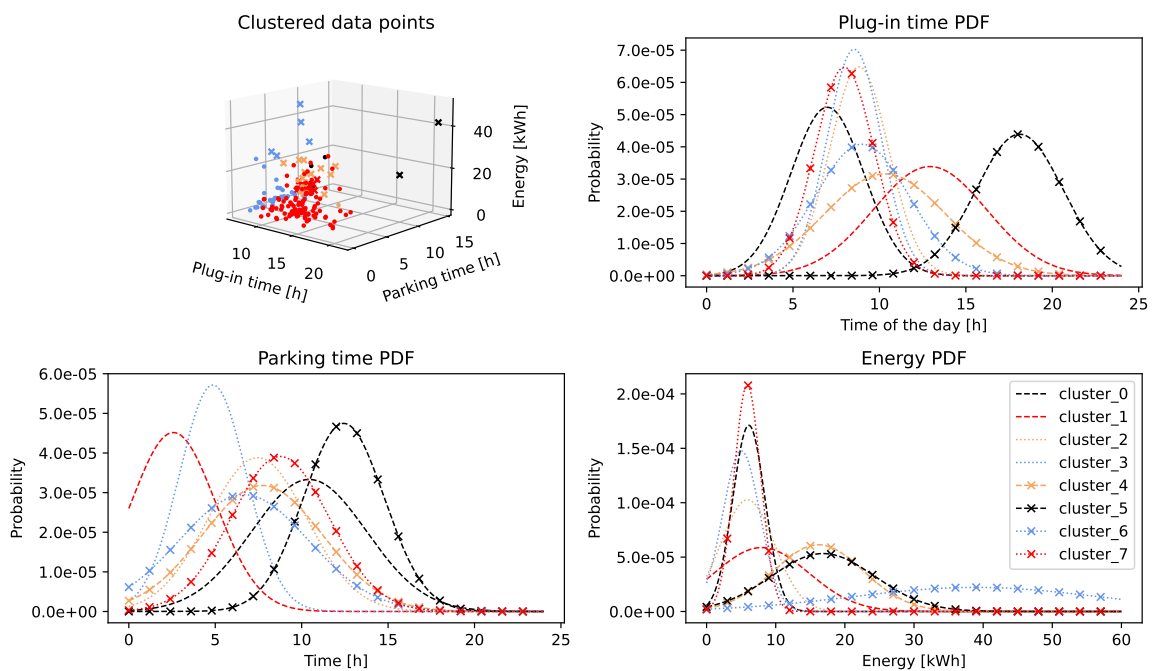 Clustered data points
40
20
0
Energy [kWh]
10
15
20
Plug-in time [h]
0
5
10
15
Parking time [h]
Plug-in time PDF
7.0e-05
6.0e-05
5.0e-05
4.0e-05
3.0e-05
2.0e-05
1.0e-05
0.0e+00
Probability
0
5
10
15
20
25
Time of the day [h]
Parking time PDF
6.0e-05
5.0e-05
4.0e-05
3.0e-05
2.0e-05
1.0e-05
0.0e+00
Probability
0
5
10
15
20
25
Time [h]
Energy PDF
2.0e-04
1.5e-04
1.0e-04
5.0e-05
0.0e+00
Probability
0
10
20
30
40
50
60
Energy [kWh]
cluster_0
cluster_1
cluster_2
cluster_3
cluster_4
cluster_5
cluster_6
cluster_7